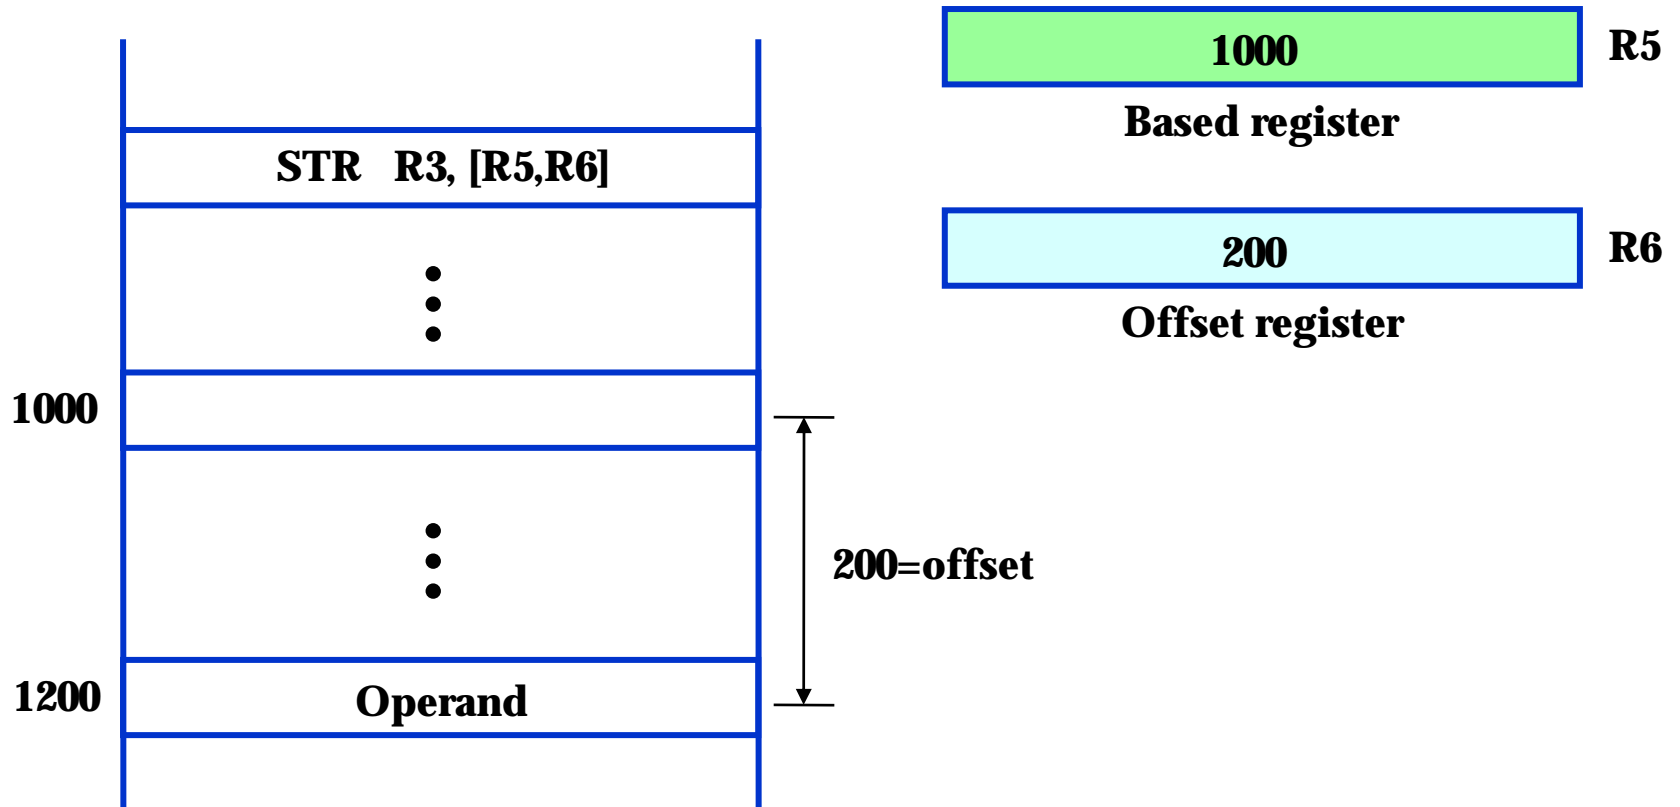 1000 R5
Based register
STR R3, [R5,R6]
200 R6
Offset register
1000
200=offset
1200 Operand